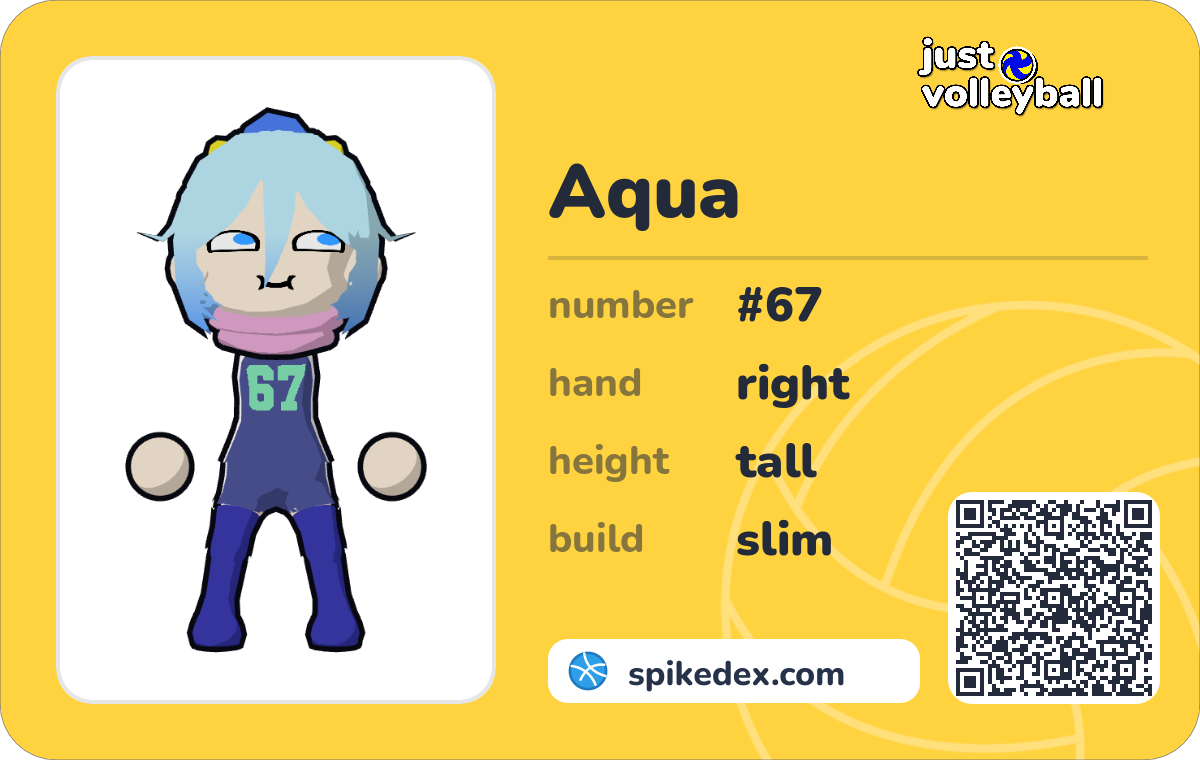 just
volleyball
Aqua
number #67
hand right
height tall
build slim
67
spikedex.com